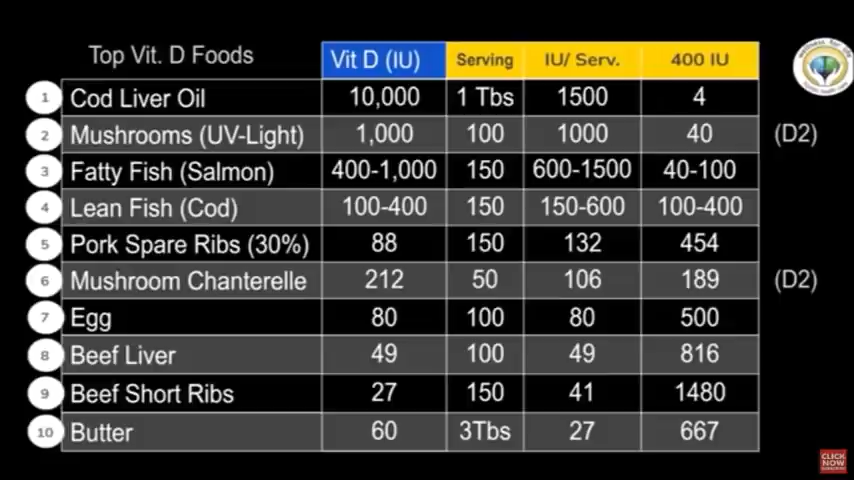 Top Vit. D Foods Vit D (IU) Serving IU/ Serv. 400 IU
1 Cod Liver Oil 10,000 1 Tbs 1500 4
2 Mushrooms (UV-Light) 1,000 100 1000 40 (D2)
3 Fatty Fish (Salmon) 400-1,000 150 600-1500 40-100
4 Lean Fish (Cod) 100-400 150 150-600 100-400
5 Pork Spare Ribs (30%) 88 150 132 454
6 Mushroom Chanterelle 212 50 106 189 (D2)
7 Egg 80 100 80 500
8 Beef Liver 49 100 49 816
9 Beef Short Ribs 27 150 41 1480
10 Butter 60 3Tbs 27 667
wellness for life
CLICK
NOW